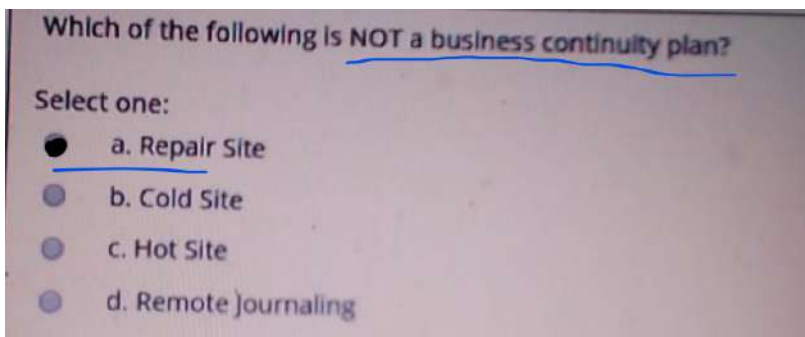 Which of the following is NOT a business continuity plan?
Select one:
a. Repair Site
b. Cold Site
c. Hot Site
d. Remote Journaling